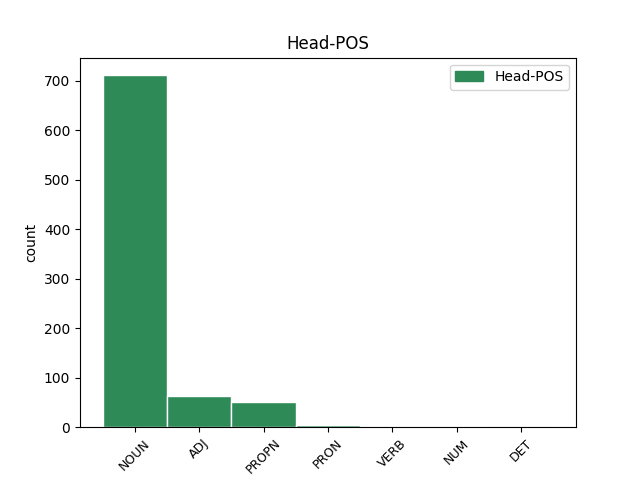 Head-POS
Head-POS
700
600
500
400
300
200
100
0
count
NOUN
ADJ
PROPN
PRON
VERB
NUM
DET